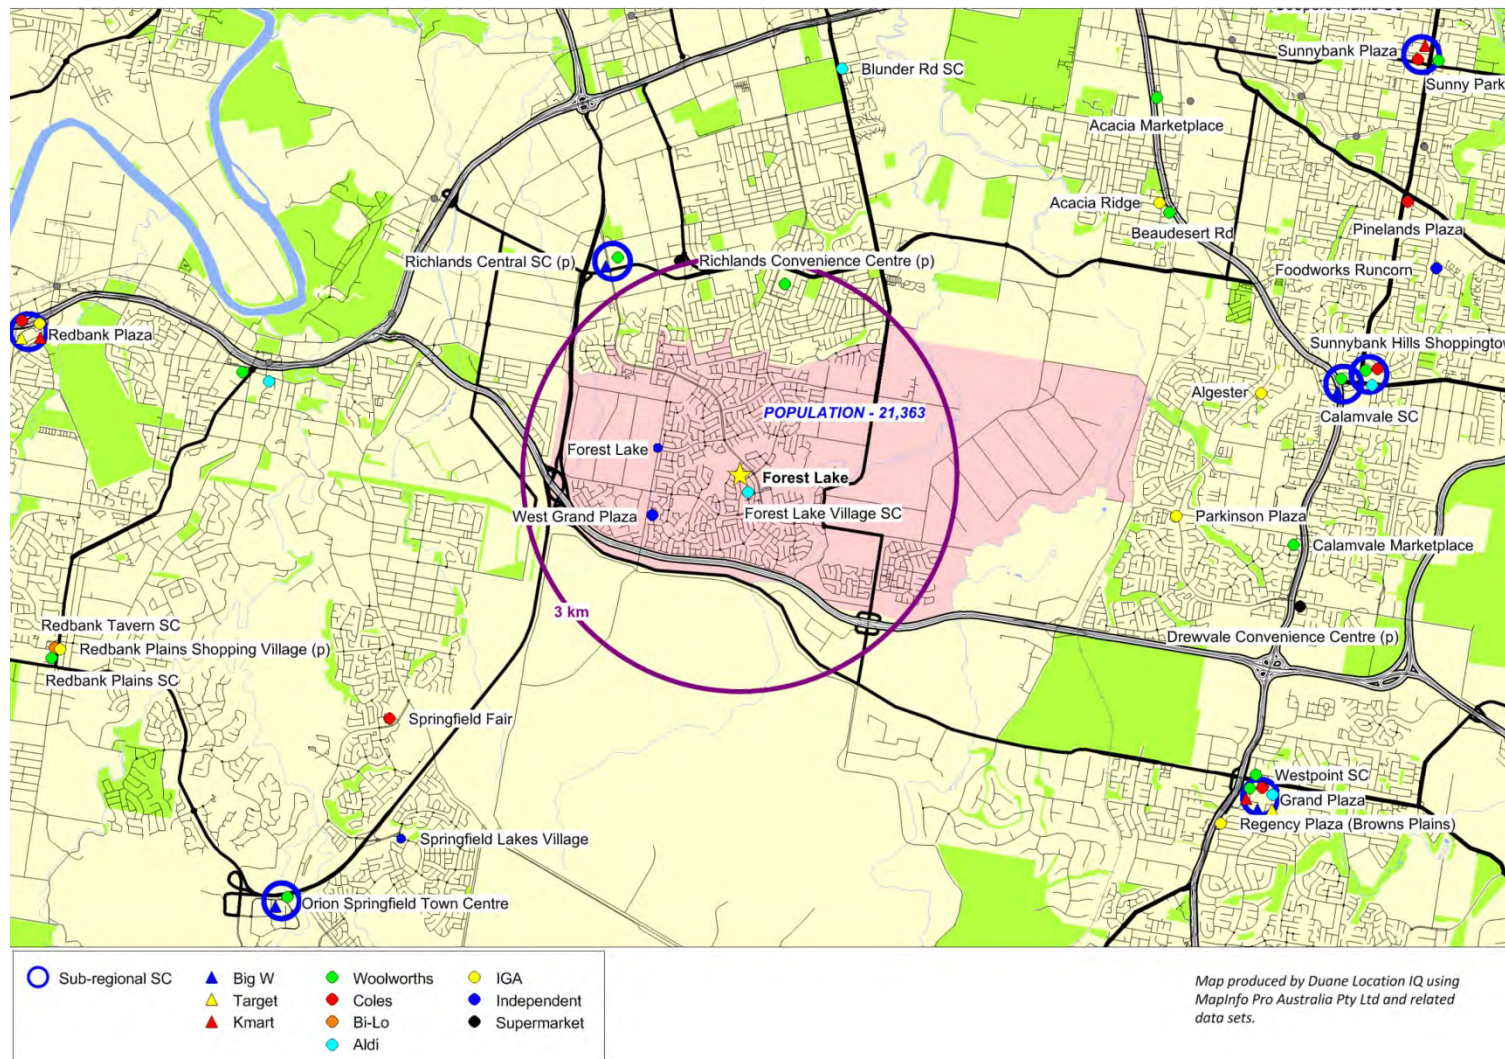 Sunnybank Plaza
Sunny Park
Blunder Rd SC
Acacia Marketplace
Acacia Ridge
Beaudesert Rd
Pinelands Plaza
Richlands Central SC (p)
Richlands Convenience Centre (p)
Foodworks Runcorn
Redbank Plaza
Sunnybank Hills Shoppingtow
Algester
Calamvale SC
POPULATION - 21,363
Forest Lake
Forest Lake
West Grand Plaza
Forest Lake Village SC
Parkinson Plaza
Calamvale Marketplace
3 km
Redbank Tavern SC
Redbank Plains Shopping Village (p)
Redbank Plains SC
Drewvale Convenience Centre (p)
Springfield Fair
Westpoint SC
Grand Plaza
Regency Plaza (Browns Plains)
Springfield Lakes Village
Orion Springfield Town Centre
Sub-regional SC
Big W
Target
Kmart
Woolworths
Coles
Bi-Lo
Aldi
IGA
Independent
Supermarket
Map produced by Duane Location IQ using
MapInfo Pro Australia Pty Ltd and related
data sets.